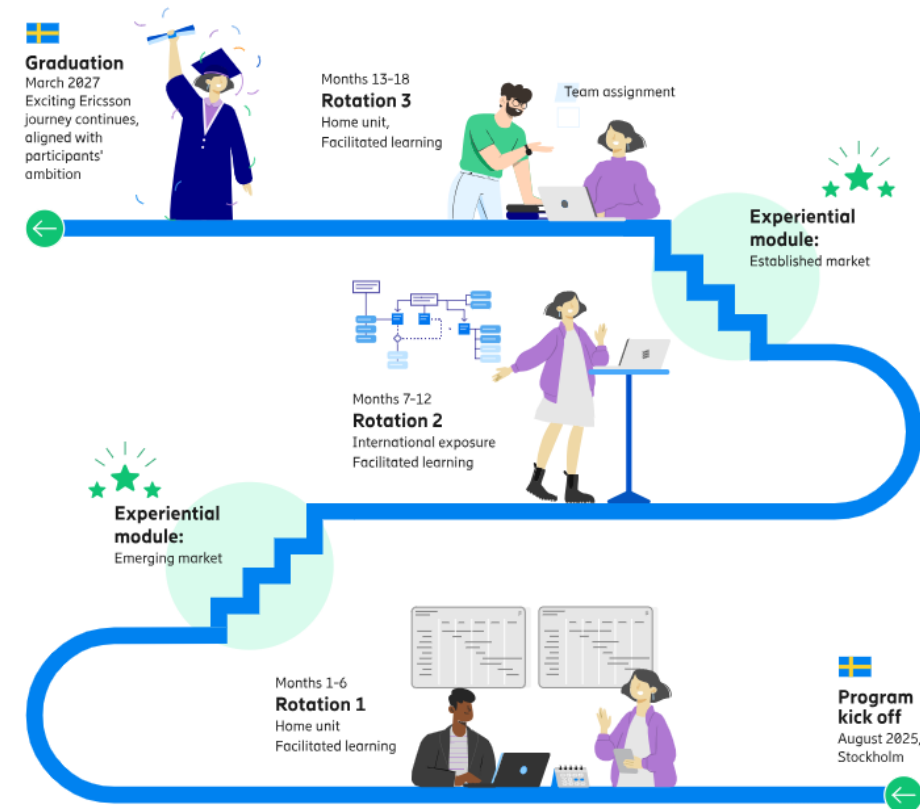 Graduation
March 2027
Exciting Ericsson
journey continues,
aligned with
participants'
ambition
Months 13-18
Rotation 3
Home unit,
Facilitated learning
Team assignment
Experiential
module:
Established market
Months 7-12
Rotation 2
International exposure
Facilitated learning
Experiential
module:
Emerging market
Months 1-6
Rotation 1
Home unit
Facilitated learning
Program
kick off
August 2025,
Stockholm